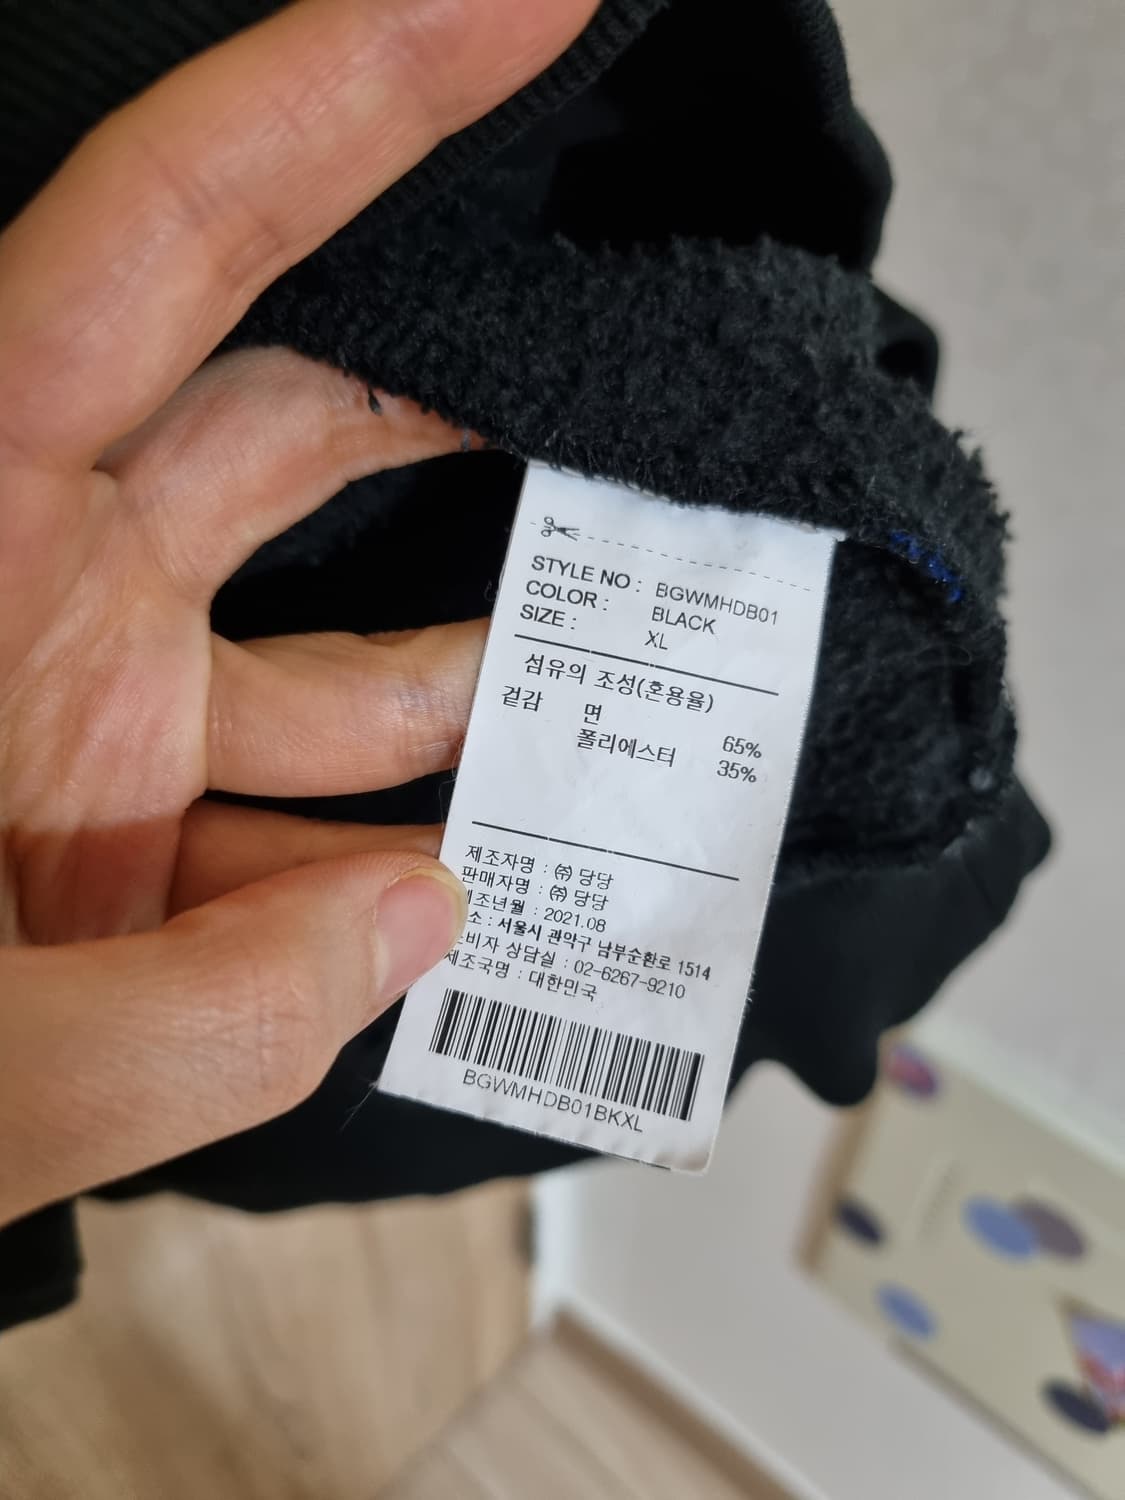 STYLE NO : BGWMHDB01
COLOR : BLACK
SIZE : XL
섬유의 조성(혼용율)
겉감 면 65%
폴리에스터 35%
제조자명 : ㈜ 당당
판매자명 : ㈜ 당당
제조년월 : 2021.08
소 : 서울시 관악구 남부순환로 1514
비자 상담실 : 02-6267-9210
제조국명 : 대한민국
BGWMHDB01BKXL